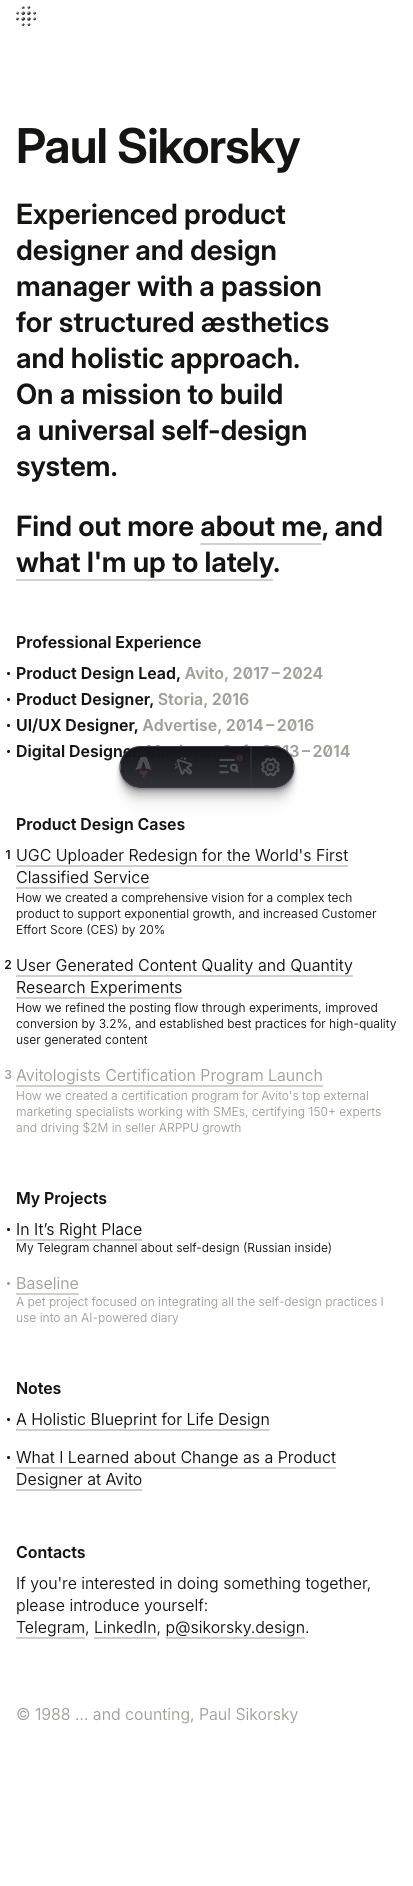 Paul Sikorsky
Experienced product
designer and design
manager with a passion
for structured æsthetics
and holistic approach.
On a mission to build
a universal self-design
system.
Find out more about me, and
what I'm up to lately.
Professional Experience
· Product Design Lead, Avito, 2017 – 2024
· Product Designer, Storia, 2016
· UI/UX Designer, Advertise, 2014 – 2016
· Digital Designer 2013 – 2014
Product Design Cases
1 UGC Uploader Redesign for the World's First
Classified Service
How we created a comprehensive vision for a complex tech
product to support exponential growth, and increased Customer
Effort Score (CES) by 20%
2 User Generated Content Quality and Quantity
Research Experiments
How we refined the posting flow through experiments, improved
conversion by 3.2%, and established best practices for high-quality
user generated content
3 Avitologists Certification Program Launch
How we created a certification program for Avito's top external
marketing specialists working with SMEs, certifying 150+ experts
and driving $2M in seller ARPPU growth
My Projects
· In It’s Right Place
My Telegram channel about self-design (Russian inside)
· Baseline
A pet project focused on integrating all the self-design practices I
use into an AI-powered diary
Notes
· A Holistic Blueprint for Life Design
· What I Learned about Change as a Product
Designer at Avito
Contacts
If you're interested in doing something together,
please introduce yourself:
Telegram, LinkedIn, p@sikorsky.design.
© 1988 ... and counting, Paul Sikorsky